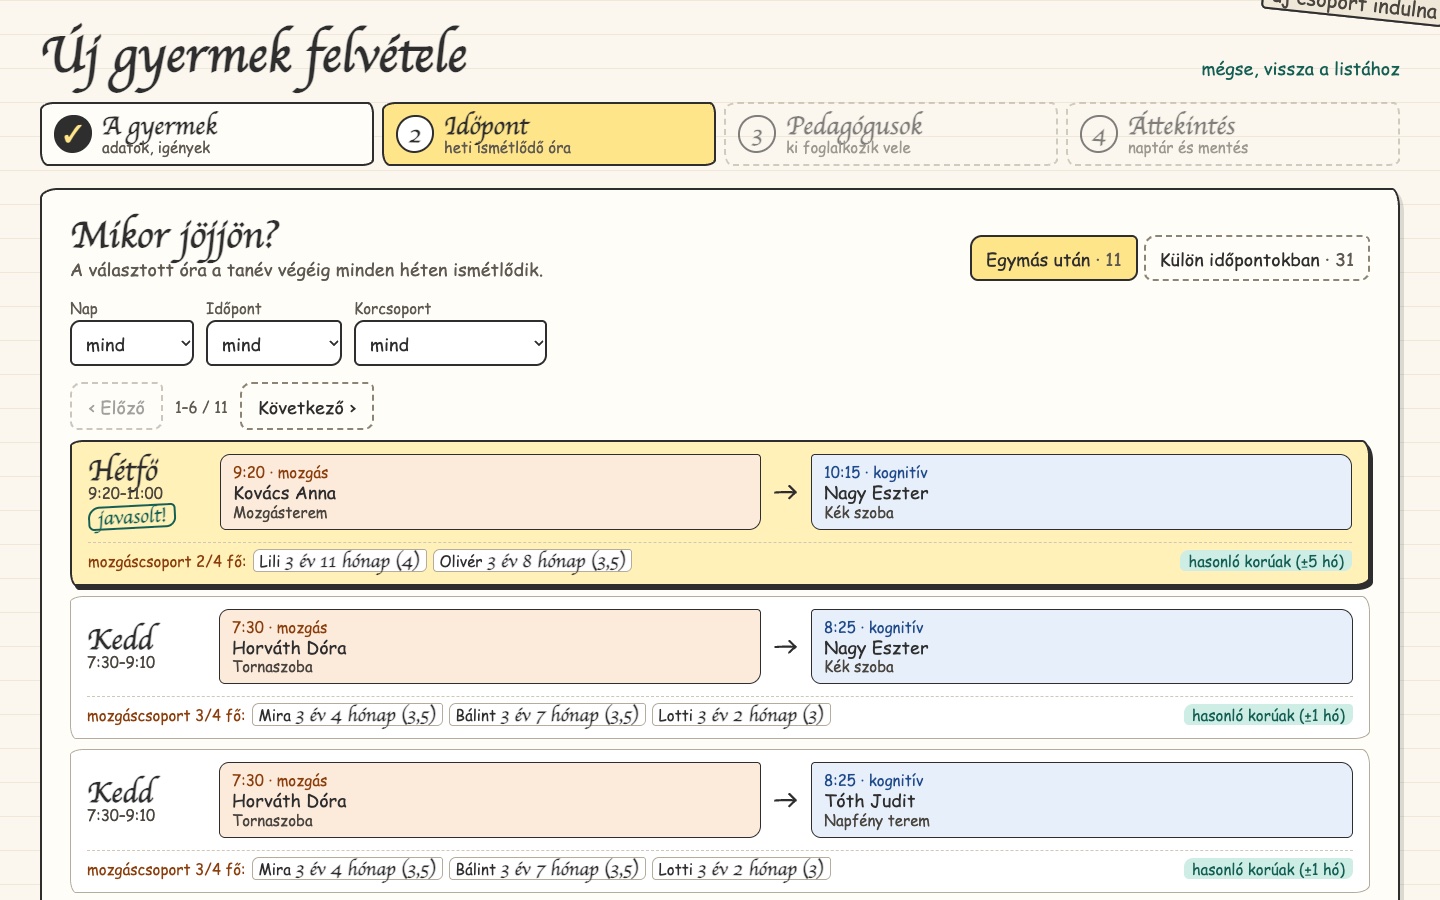 új csoport indulna
Új gyermek felvétele
mégse, vissza a listához
✓ A gyermek
adatok, igények
2 Időpont
heti ismétlődő óra
3 Pedagógusok
ki foglalkozik vele
4 Áttekintés
naptár és mentés
Mikor jöjjön?
A választott óra a tanév végéig minden héten ismétlődik.
Egymás után · 11
Külön időpontokban · 31
Nap
Időpont
Korcsoport
mind
mind
mind
‹ Előző
1–6 / 11
Következő ›
Hétfő
9:20–11:00
javasolt!
9:20 · mozgás
Kovács Anna
Mozgásterem
→
10:15 · kognitív
Nagy Eszter
Kék szoba
mozgáscsoport 2/4 fő: Lili 3 év 11 hónap (4) Olivér 3 év 8 hónap (3,5)
hasonló korúak (±5 hó)
Kedd
7:30–9:10
7:30 · mozgás
Horváth Dóra
Tornaszoba
→
8:25 · kognitív
Nagy Eszter
Kék szoba
mozgáscsoport 3/4 fő: Mira 3 év 4 hónap (3,5) Bálint 3 év 7 hónap (3,5) Lotti 3 év 2 hónap (3)
hasonló korúak (±1 hó)
Kedd
7:30–9:10
7:30 · mozgás
Horváth Dóra
Tornaszoba
→
8:25 · kognitív
Tóth Judit
Napfény terem
mozgáscsoport 3/4 fő: Mira 3 év 4 hónap (3,5) Bálint 3 év 7 hónap (3,5) Lotti 3 év 2 hónap (3)
hasonló korúak (±1 hó)